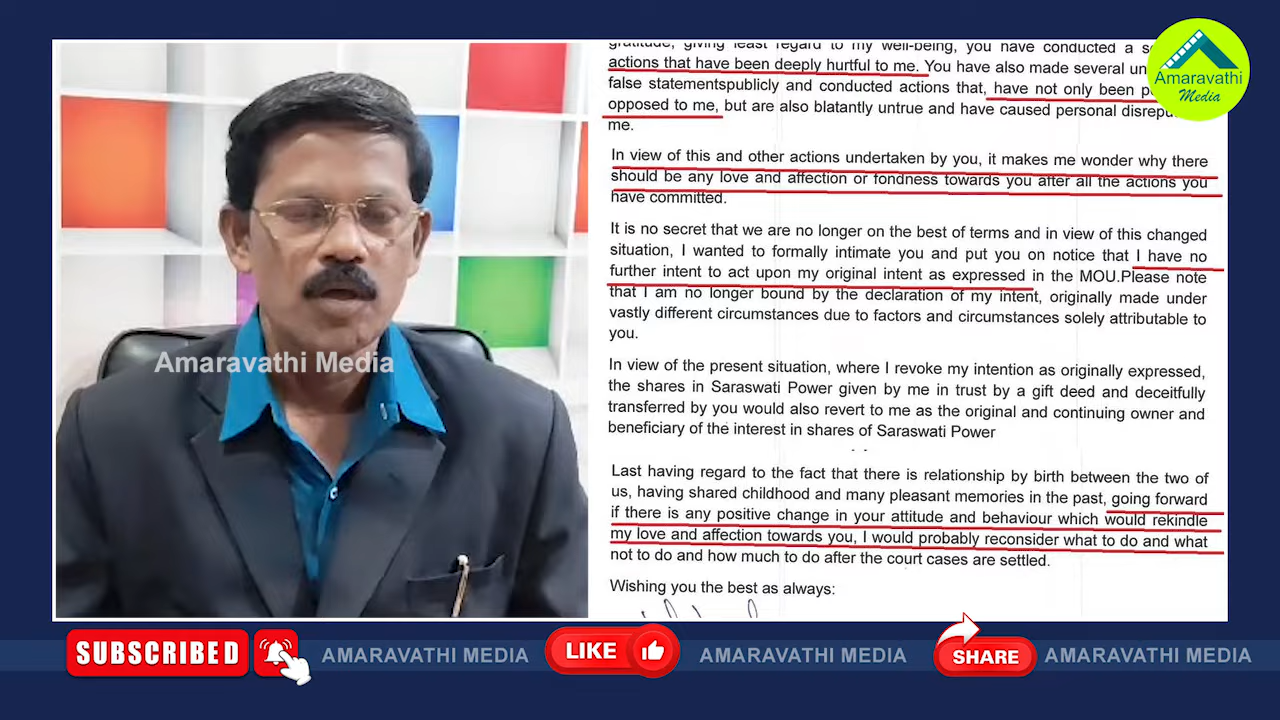 gratitude, giving least regard to my well-being, you have conducted a
actions that have been deeply hurtful to me. You have also made several
false statementspublicly and conducted actions that, have not only been
opposed to me, but are also blatantly untrue and have caused personal
me.
In view of this and other actions undertaken by you, it makes me wonder why there
should be any love and affection or fondness towards you after all the actions you
have committed.
It is no secret that we are no longer on the best of terms and in view of this changed
situation, I wanted to formally intimate you and put you on notice that I have no
further intent to act upon my original intent as expressed in the MOU.Please note
that I am no longer bound by the declaration of my intent, originally made under
vastly different circumstances due to factors and circumstances solely attributable to
you.
In view of the present situation, where I revoke my intention as originally expressed,
the shares in Saraswati Power given by me in trust by a gift deed and deceitfully
transferred by you would also revert to me as the original and continuing owner and
beneficiary of the interest in shares of Saraswati Power
Last having regard to the fact that there is relationship by birth between the two of
us, having shared childhood and many pleasant memories in the past, going forward
if there is any positive change in your attitude and behaviour which would rekindle
my love and affection towards you, I would probably reconsider what to do and what
not to do and how much to do after the court cases are settled.
Wishing you the best as always:
Amaravathi
Media
Amaravathi Media
SUBSCRIBED
AMARAVATHI MEDIA
LIKE
AMARAVATHI MEDIA
SHARE
AMARAVATHI MEDIA